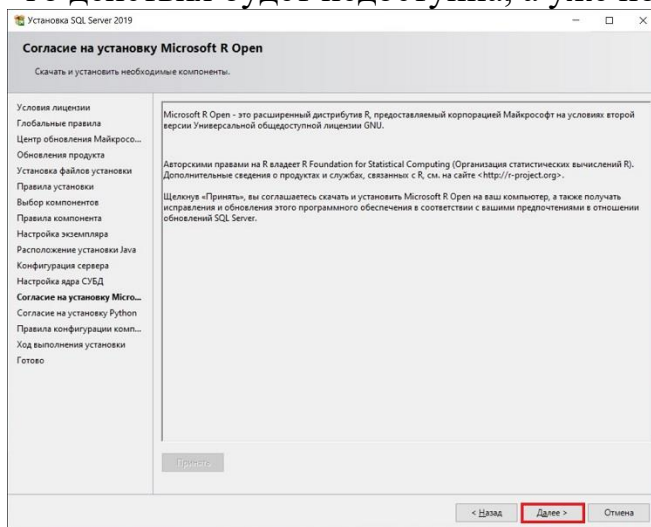 Установка SQL Server 2019
Согласие на установку Microsoft R Open
Скачать и установить необходимые компоненты.
Условия лицензии
Глобальные правила
Центр обновления Майкросо...
Обновления продукта
Установка файлов установки
Правила установки
Выбор компонентов
Правила компонента
Настройка экземпляра
Расположение установки Java
Конфигурация сервера
Настройка ядра СУБД
Согласие на установку Micro...
Согласие на установку Python
Правила конфигурации комп...
Ход выполнения установки
Готово
Microsoft R Open - это расширенный дистрибутив R, предоставляемый корпорацией Майкрософт на условиях второй
версии Универсальной общедоступной лицензии GNU.
Авторскими правами на R владеет R Foundation for Statistical Computing (Организация статистических вычислений R).
Дополнительные сведения о продуктах и службах, связанных с R, см. на сайте <http://r-project.org>.
Щелкнув «Принять», вы соглашаетесь скачать и установить Microsoft R Open на ваш компьютер, а также получать
исправления и обновления этого программного обеспечения в соответствии с вашими предпочтениями в отношении
обновлений SQL Server.
Принять
< Назад
Далее >
Отмена